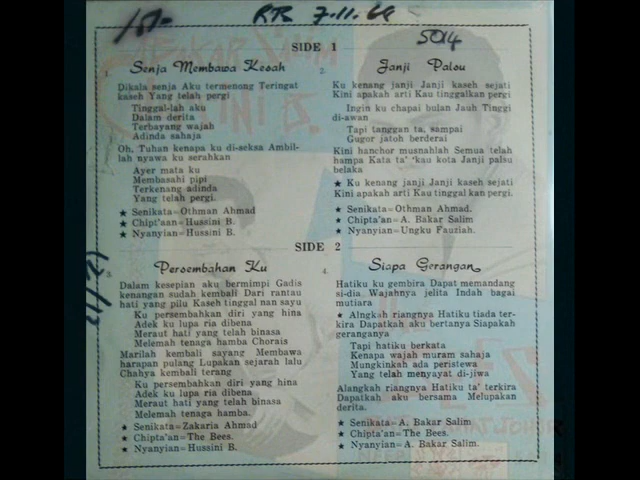 RTR 7.11.64
5014
SIDE 1
Senja Membawa Kesah
Dikala senja Aku termenong Teringat
kaseh Yang telah pergi
Tinggal-lah aku
Dalam derita
Terbayang wajah
Adinda sahaja
Oh, Tuhan kenapa ku di-seksa Ambil-
lah nyawa ku serahkan
Ayer mata ku
Membasahi pipi
Terkenang adinda
Yang telah pergi.
★ Senikata=Othman Ahmad
★ Chipt'an=Hussini B.
★ Nyanyian=Hussini B.
2. Janji Palsu
Ku kenang janji Janji kaseh sejati
Kini apakah arti Kau tinggalkan pergi.
Ingin ku chapai bulan Jauh Tinggi
di-awan
Tapi tanggan ta, sampai
Gugor jatoh berderai
Kini hanchor musnahlah Semua telah
hampa Kata ta' 'kau kota Janji palsu
belaka
★ Ku kenang janji Janji kaseh sejati
Kini apakah arti Kau tinggal kan pergi.
★ Senikata=Othman Ahmad.
★ Chipta'an=A. Bakar Salim
★ Nyanyian=Ungku Fauziah.
SIDE 2
3. Persembahan Ku
Dalam kesepian aku bermimpi Gadis
kenangan sudah kembali Dari rantau
hati yang pilu Kaseh tinggal nan sayu
Ku persembahkan diri yang hina
Adek ku lupa ria dibena
Meraut hati yang telah binasa
Melemah tenaga hamba Chorais
Marilah kembali sayang Membawa
harapan pulang Lupakan sejarah lalu
Chahya kembali terang
Ku persembahkan diri yang hina
Adek ku lupa ria dibena
Meraut hati yang telah binasa
Melemah tenaga hamba.
★ Senikata=Zakaria Ahmad
★ Chipta'an=The Bees.
★ Nyanyian=Hussini B.
4. Siapa Gerangan
Hatiku ku gembira Dapat memandang
si-dia Wajahnya jelita Indah bagai
mutiara
★ Alngkah riangnya Hatiku tiada ter-
kira Dapatkah aku bertanya Siapakah
geranganya
Tapi hatiku berkata
Kenapa wajah muram sahaja
Mungkinkah ada peristewa
Yang telah menyayat di-jiwa
Alangkah riangnya Hatiku ta' terkira
Dapatkah aku bersama Melupakan
derita.
★ Senikata=A. Bakar Salim
★ Chipta'an=The Bees.
★ Nyanyian=A. Bakar Salim.